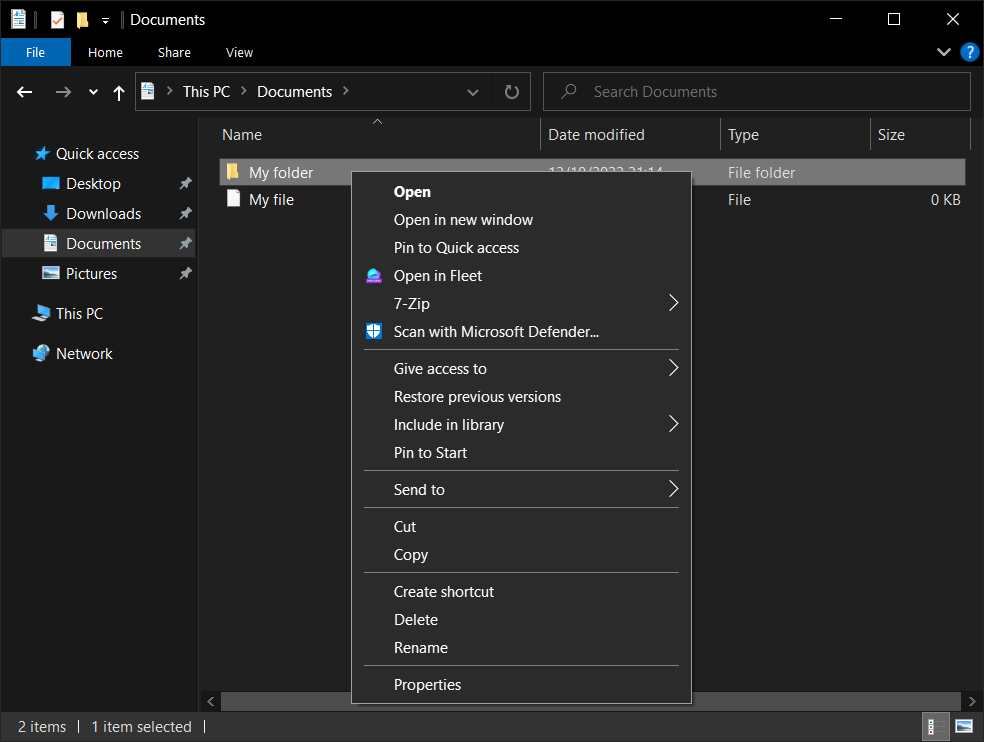 Documents
File Home Share View
This PC Documents Search Documents
Name Date modified Type Size
Quick access
Desktop
Downloads
Documents
Pictures
This PC
Network
My folder File folder
My file File 0 KB
Open
Open in new window
Pin to Quick access
Open in Fleet
7-Zip
Scan with Microsoft Defender...
Give access to
Restore previous versions
Include in library
Pin to Start
Send to
Cut
Copy
Create shortcut
Delete
Rename
Properties
2 items 1 item selected